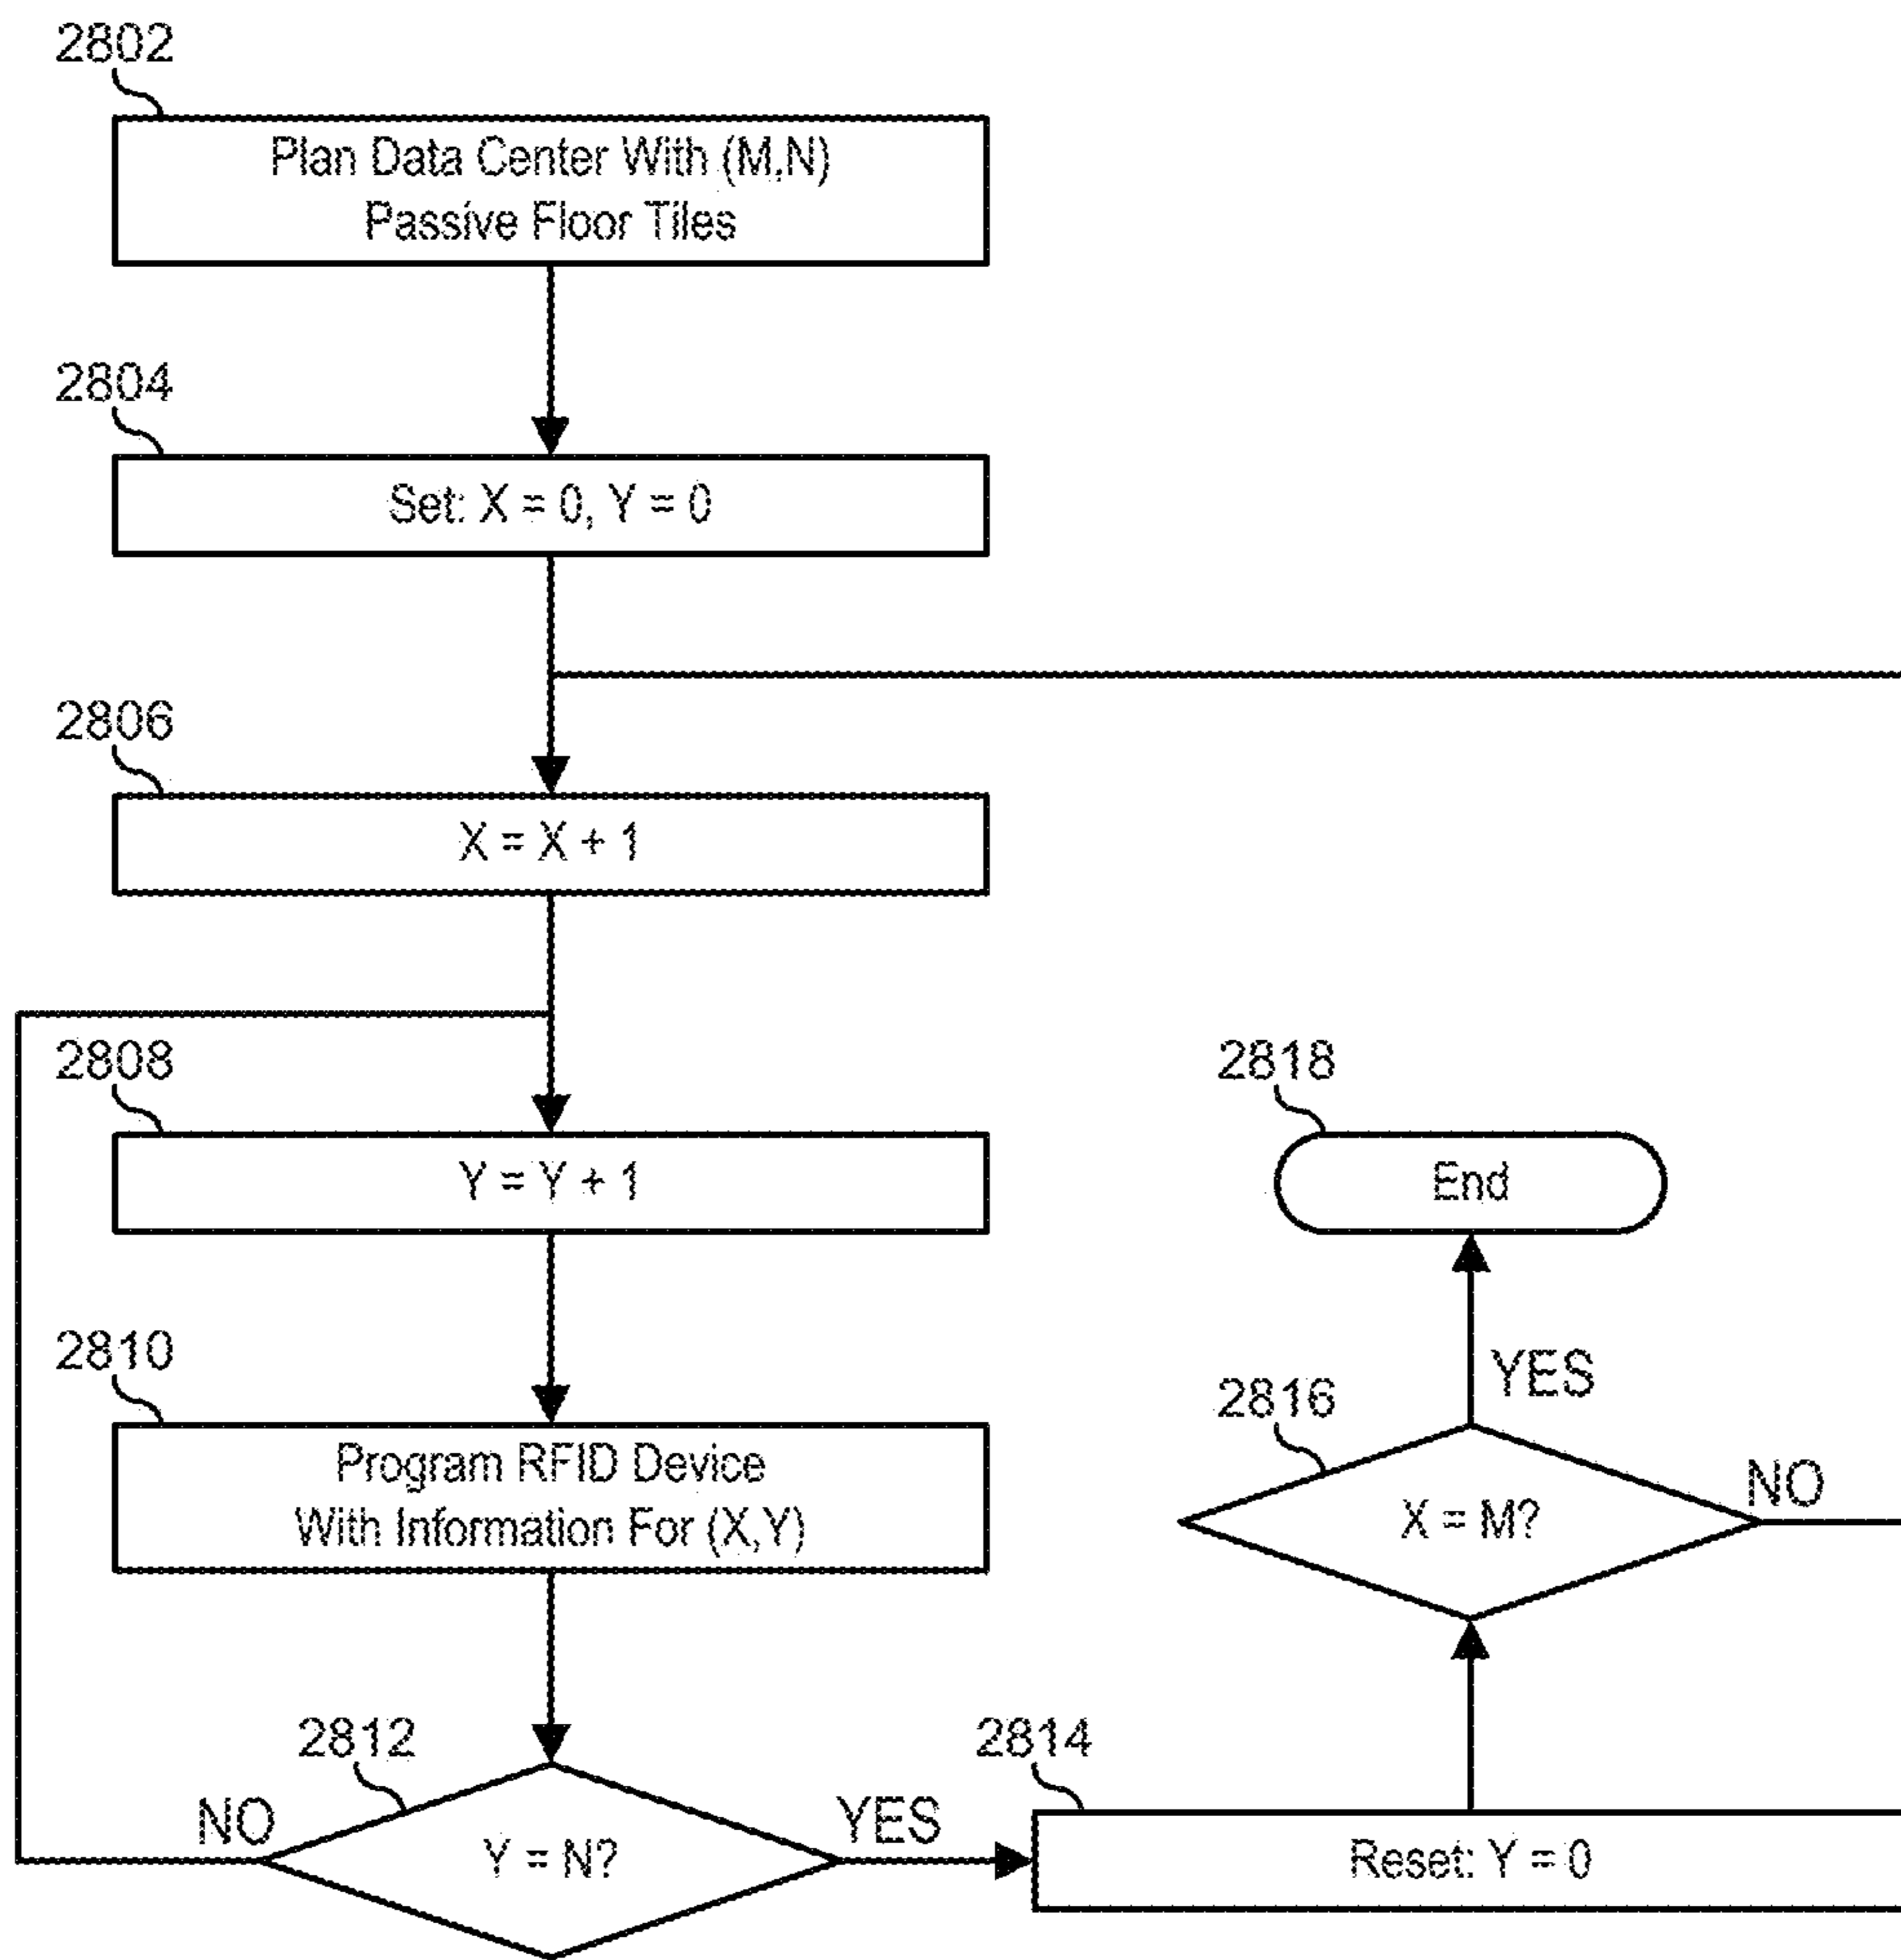 2802
Plan Data Center With (M,N)
Passive Floor Tiles
2804
Set: X = 0, Y = 0
2806
X = X + 1
2808
Y = Y + 1
2810
Program RFID Device
With Information For (X,Y)
2812
NO
Y = N?
YES
2814
Reset: Y = 0
2816
X = M?
NO
YES
2818
End